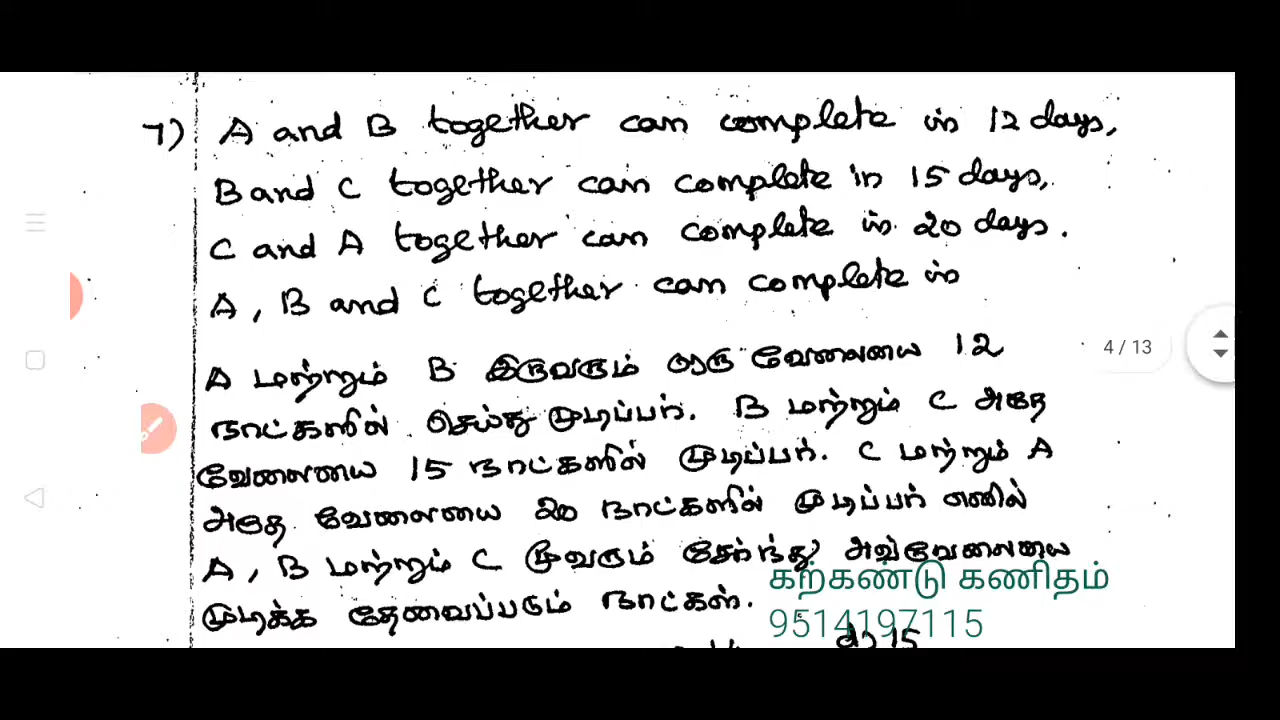 7) A and B together can complete in 12 days,
B and C together can complete in 15 days,
C and A together can complete in 20 days.
A, B and C together can complete in
A மற்றும் B இருவரும் ஒரு வேலையை 12
நாட்களில் செய்து முடிப்பர். B மற்றும் C அதே
வேலையை 15 நாட்களில் முடிப்பர். C மற்றும் A
அதே வேலையை 20 நாட்களில் முடிப்பர் எனில்
A, B மற்றும் C மூவரும் சேர்ந்து அவ்வேலையை
முடிக்க தேவைப்படும் நாட்கள்.
கற்கண்டு கணிதம்
9514197115
d) 15
4 / 13